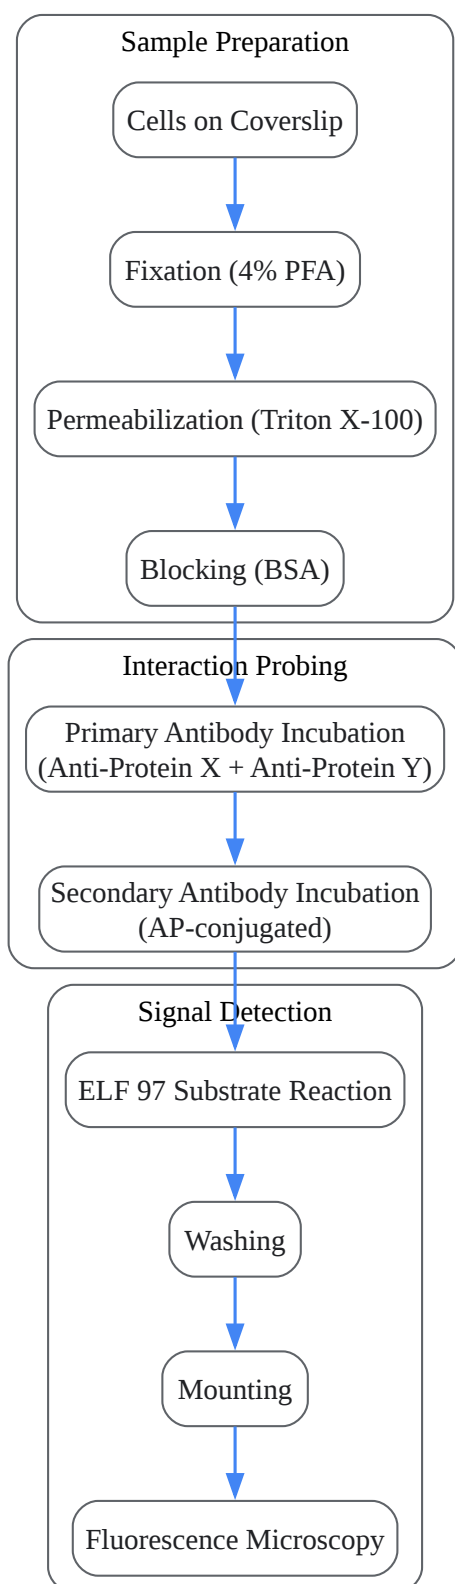 Sample Preparation
Cells on Coverslip
Fixation (4% PFA)
Permeabilization (Triton X-100)
Blocking (BSA)
Interaction Probing
Primary Antibody Incubation
(Anti-Protein X + Anti-Protein Y)
Secondary Antibody Incubation
(AP-conjugated)
Signal Detection
ELF 97 Substrate Reaction
Washing
Mounting
Fluorescence Microscopy